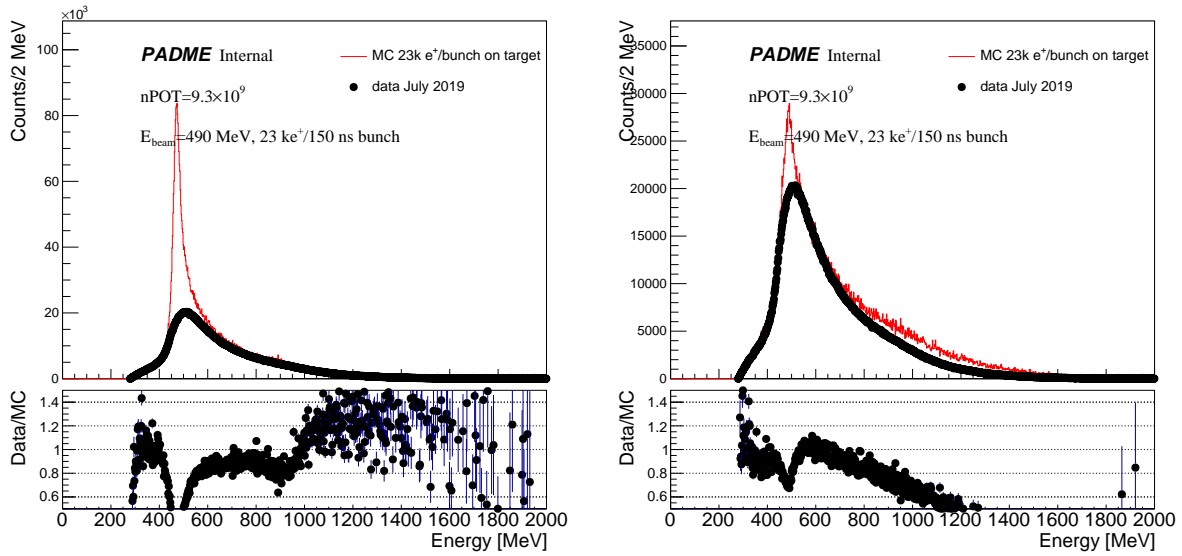 ×10³
Counts/2 MeV
100
80
60
40
20
0
PADME Internal
MC 23k e⁺/bunch on target
data July 2019
nPOT=9.3×10⁹
E_beam=490 MeV, 23 ke⁺/150 ns bunch
Data/MC
1.4
1.2
1
0.8
0.6
0 200 400 600 800 1000 1200 1400 1600 1800 2000
Energy [MeV]
Counts/2 MeV
35000
30000
25000
20000
15000
10000
5000
0
PADME Internal
MC 23k e⁺/bunch on target
data July 2019
nPOT=9.3×10⁹
E_beam=490 MeV, 23 ke⁺/150 ns bunch
Data/MC
1.4
1.2
1
0.8
0.6
0 200 400 600 800 1000 1200 1400 1600 1800 2000
Energy [MeV]